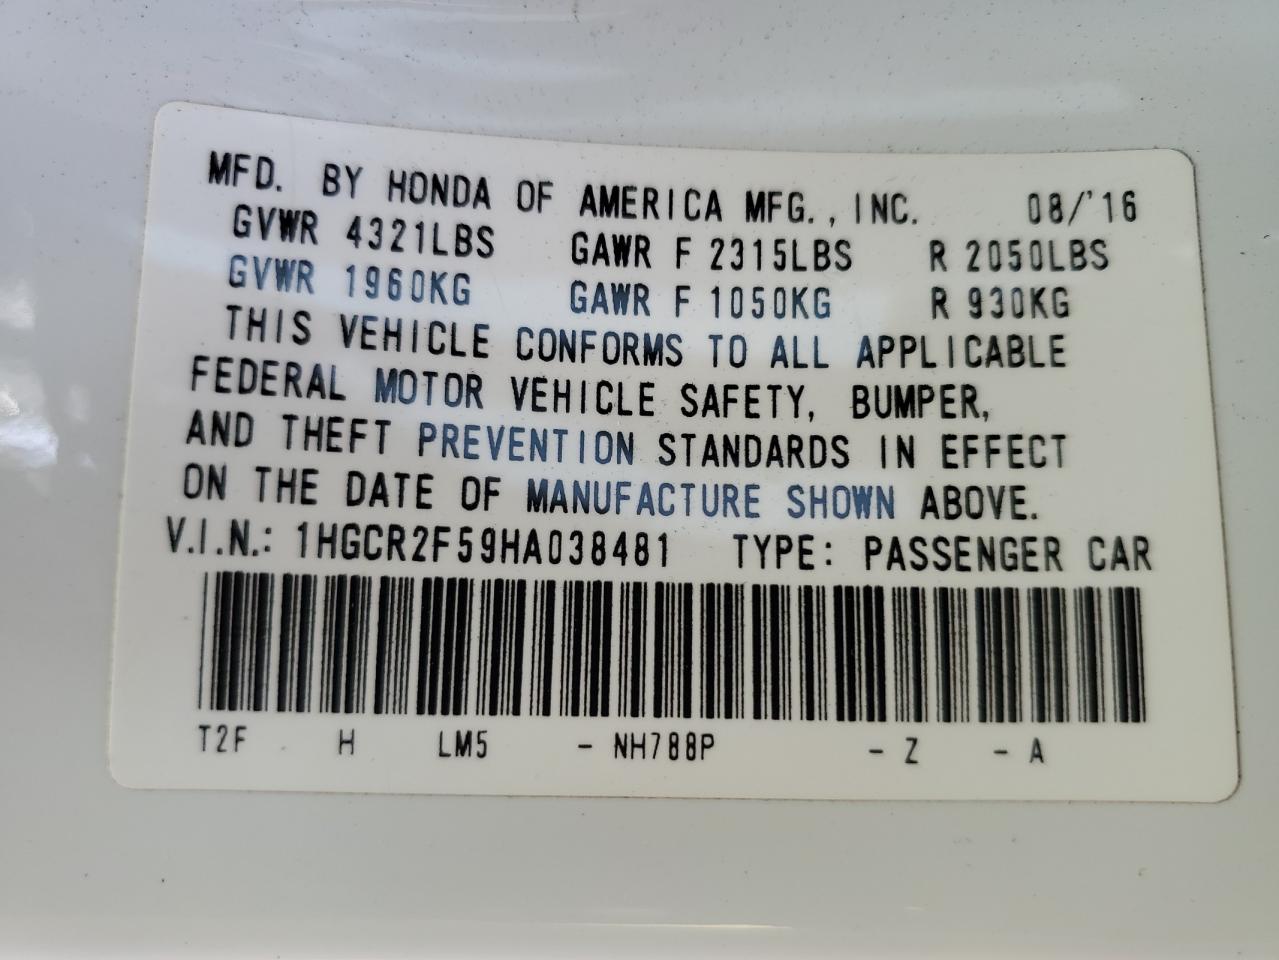 MFD. BY HONDA OF AMERICA MFG., INC. 08/'16
GVWR 4321LBS GAWR F 2315LBS R 2050LBS
GVWR 1960KG GAWR F 1050KG R 930KG
THIS VEHICLE CONFORMS TO ALL APPLICABLE
FEDERAL MOTOR VEHICLE SAFETY, BUMPER,
AND THEFT PREVENTION STANDARDS IN EFFECT
ON THE DATE OF MANUFACTURE SHOWN ABOVE.
V.I.N.: 1HGCR2F59HA038481 TYPE: PASSENGER CAR
T2F H LM5 - NH788P - Z - A